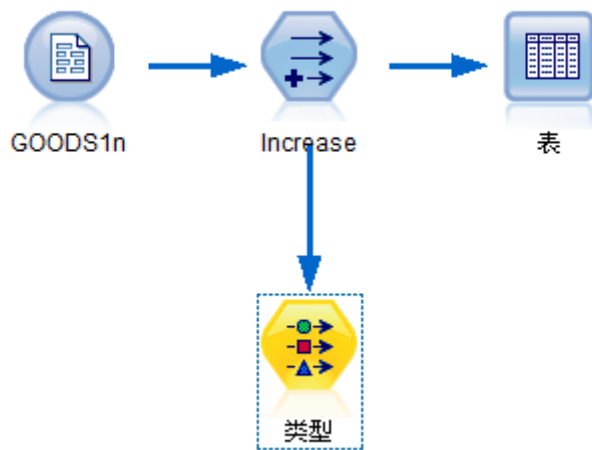 GOODS1n
Increase
表
类型